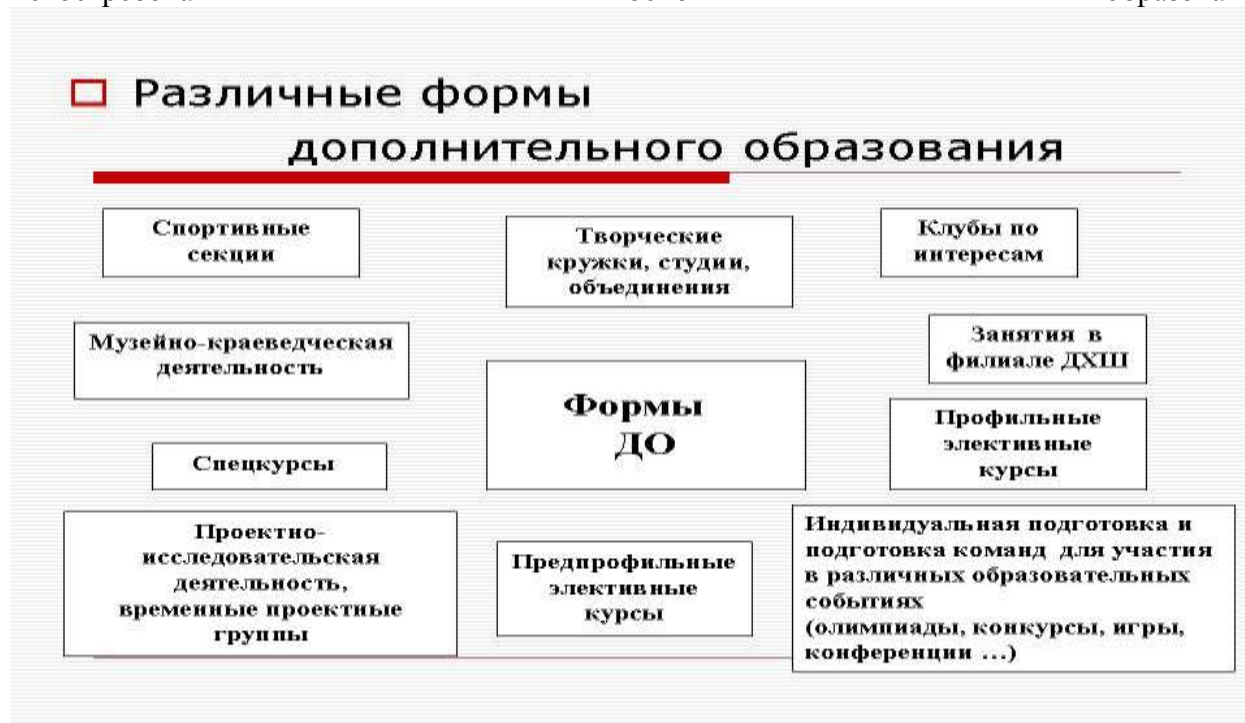 Различные формы
дополнительного образования
Спортивные
секции
Творческие
кружки, студии,
объединения
Клубы по
интересам
Музейно-краеведческая
деятельность
Занятия в
филиале ДХШ
Формы
ДО
Профильные
элективные
курсы
Спецкурсы
Проектно-
исследовательская
деятельность,
временные проектные
группы
Предпрофильные
элективные
курсы
Индивидуальная подготовка и
подготовка команд для участия
в различных образовательных
событиях
(олимпиады, конкурсы, игры,
конференции ...)